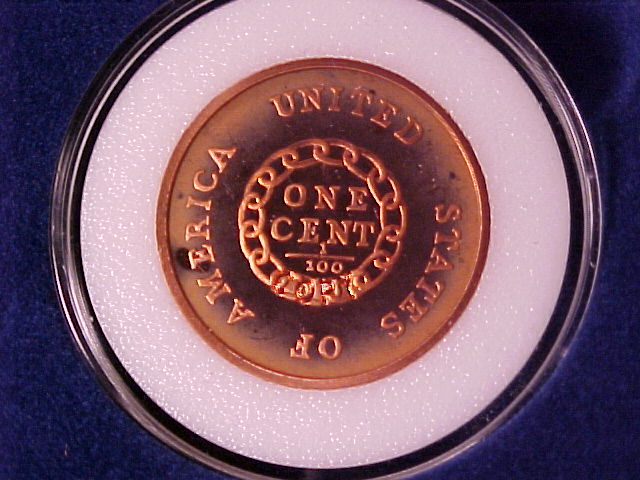 UNITED STATES OF AMERICA
ONE
CENT
1
100
COPY